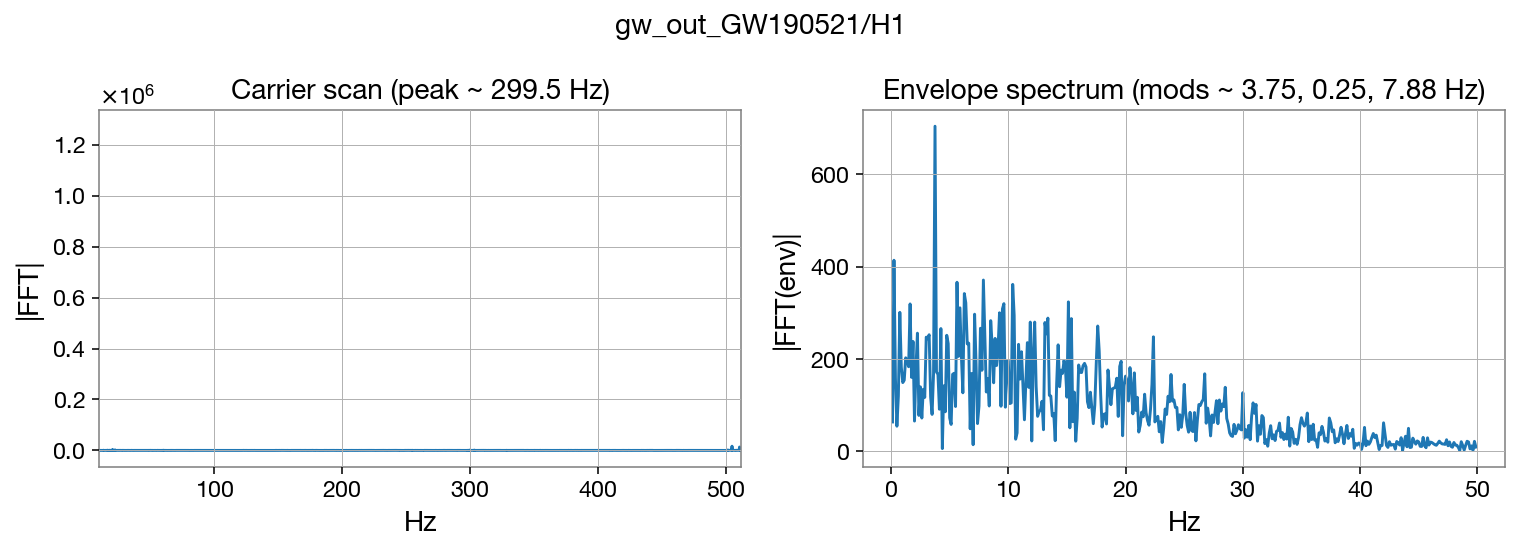 gw_out_GW190521/H1
Carrier scan (peak ~ 299.5 Hz)
×10⁶
1.2
1.0
0.8
0.6
0.4
0.2
0.0
|FFT|
100 200 300 400 500
Hz
Envelope spectrum (mods ~ 3.75, 0.25, 7.88 Hz)
600
400
200
0
|FFT(env)|
0 10 20 30 40 50
Hz